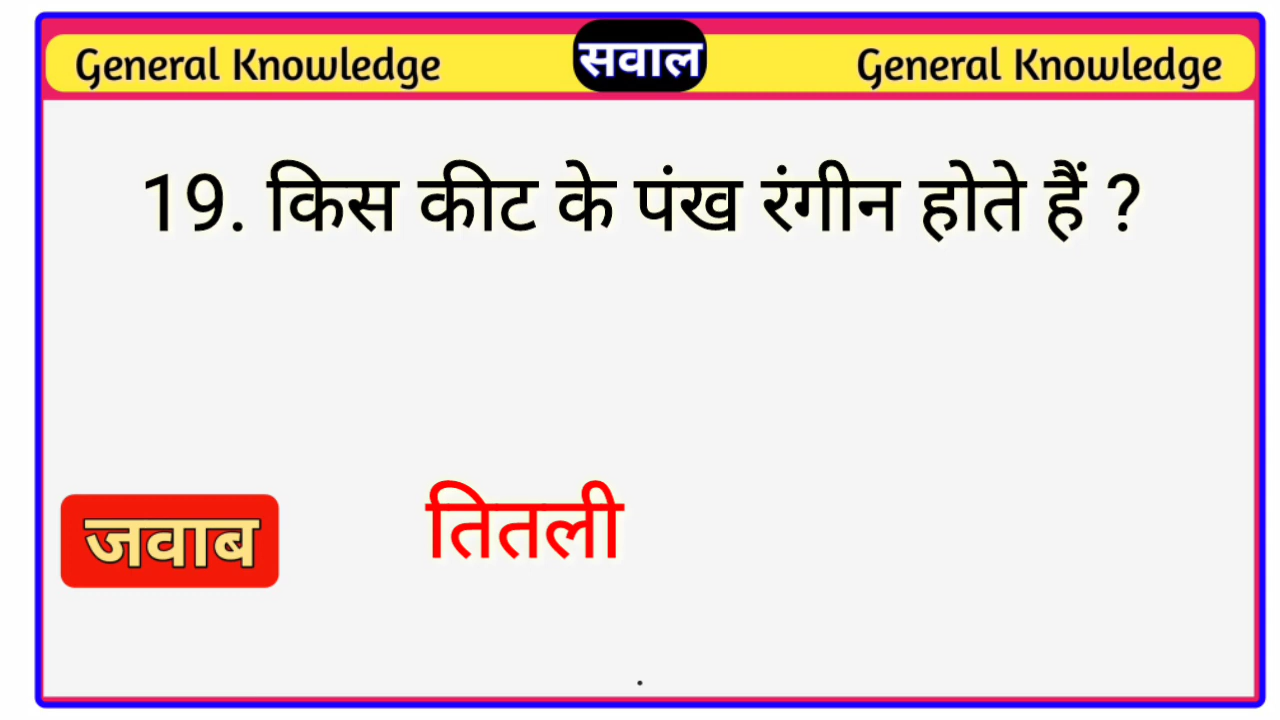 General Knowledge सवाल General Knowledge
19. किस कीट के पंख रंगीन होते हैं ?
जवाब तितली
.